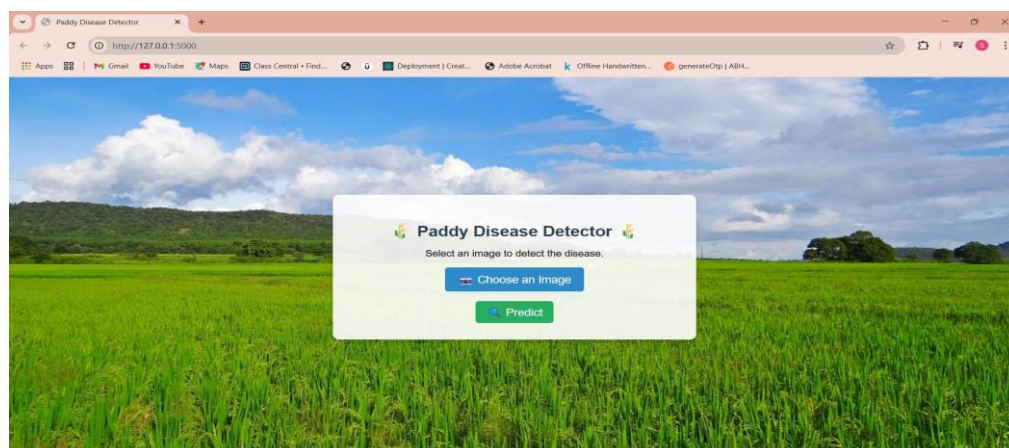 Paddy Disease Detector
http://127.0.0.1:5000
Apps Gmail YouTube Maps Class Central • Find... ü Deployment | Creat... Adobe Acrobat k Offline Handwritten... generateOtp | ABH...
Paddy Disease Detector
Select an image to detect the disease.
Choose an Image
Predict